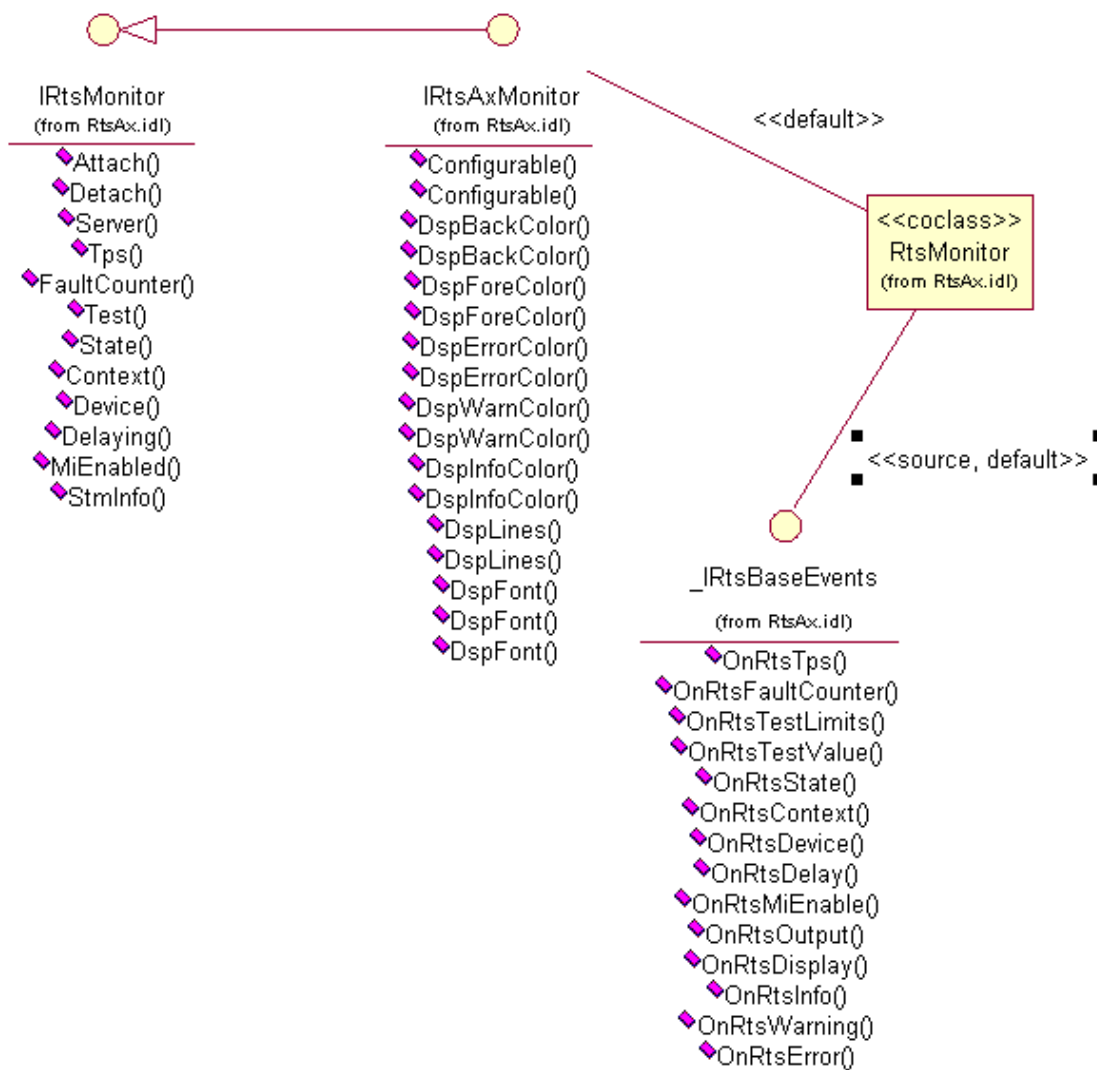 IRtsMonitor
(from RtsAx.idl)
Attach()
Detach()
Server()
Tps()
FaultCounter()
Test()
State()
Context()
Device()
Delaying()
MiEnabled()
StmInfo()
IRtsAxMonitor
(from RtsAx.idl)
Configurable()
Configurable()
DspBackColor()
DspBackColor()
DspForeColor()
DspForeColor()
DspErrorColor()
DspErrorColor()
DspWarnColor()
DspWarnColor()
DspInfoColor()
DspInfoColor()
DspLines()
DspLines()
DspFont()
DspFont()
DspFont()
<<default>>
<<coclass>>
RtsMonitor
(from RtsAx.idl)
<<source, default>>
_IRtsBaseEvents
(from RtsAx.idl)
OnRtsTps()
OnRtsFaultCounter()
OnRtsTestLimits()
OnRtsTestValue()
OnRtsState()
OnRtsContext()
OnRtsDevice()
OnRtsDelay()
OnRtsMiEnable()
OnRtsOutput()
OnRtsDisplay()
OnRtsInfo()
OnRtsWarning()
OnRtsError()